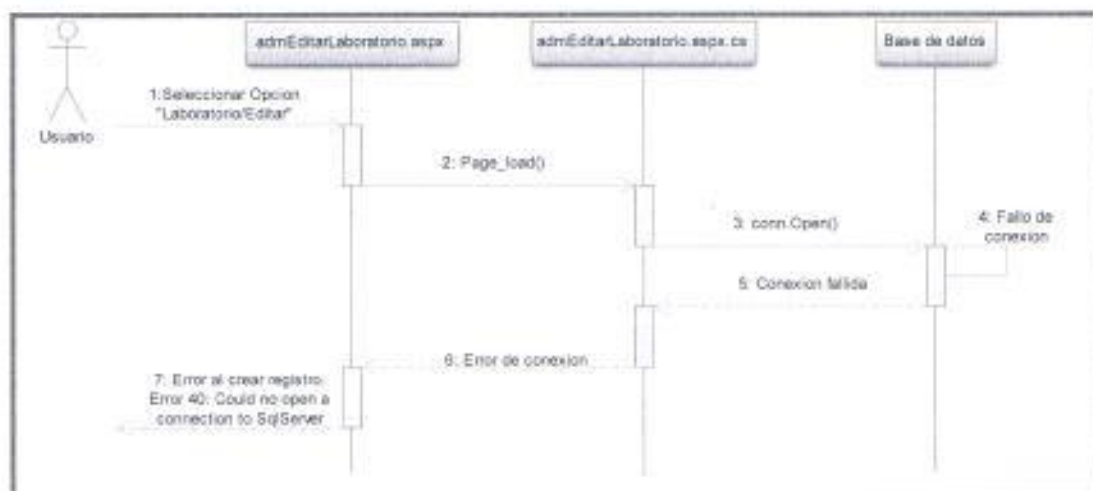 admEditarLaboratorio.aspx
admEditarLaboratorio.aspx.cs
Base de datos
Usuario
1:Seleccionar Opcion
"Laboratorio/Editar"
2: Page_load()
3: conn.Open()
4: Fallo de
conexion
5: Conexion fallida
6: Error de conexion
7: Error al crear registro.
Error 40: Could no open a
connection to SqlServer